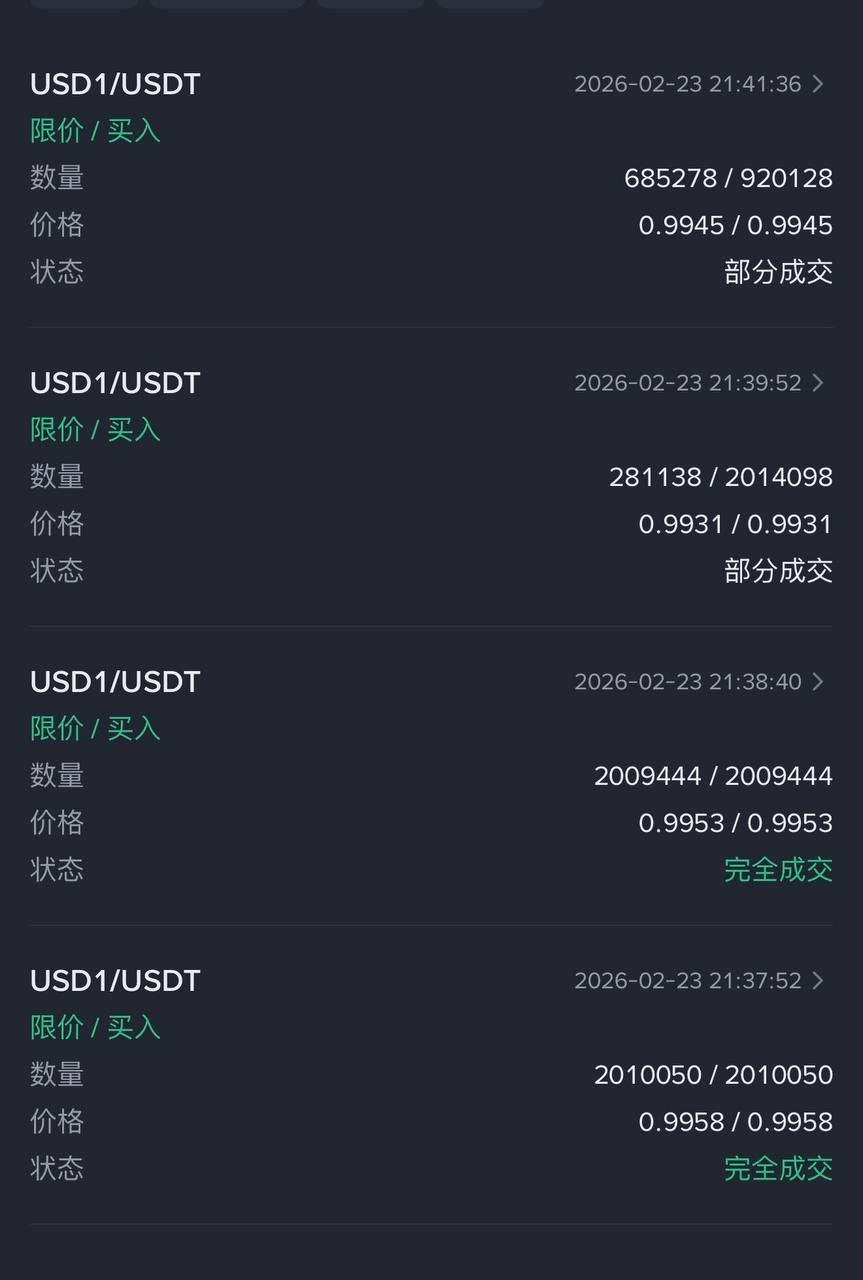 USD1/USDT 2026-02-23 21:41:36
限价 / 买入
数量 685278 / 920128
价格 0.9945 / 0.9945
状态 部分成交
USD1/USDT 2026-02-23 21:39:52
限价 / 买入
数量 281138 / 2014098
价格 0.9931 / 0.9931
状态 部分成交
USD1/USDT 2026-02-23 21:38:40
限价 / 买入
数量 2009444 / 2009444
价格 0.9953 / 0.9953
状态 完全成交
USD1/USDT 2026-02-23 21:37:52
限价 / 买入
数量 2010050 / 2010050
价格 0.9958 / 0.9958
状态 完全成交